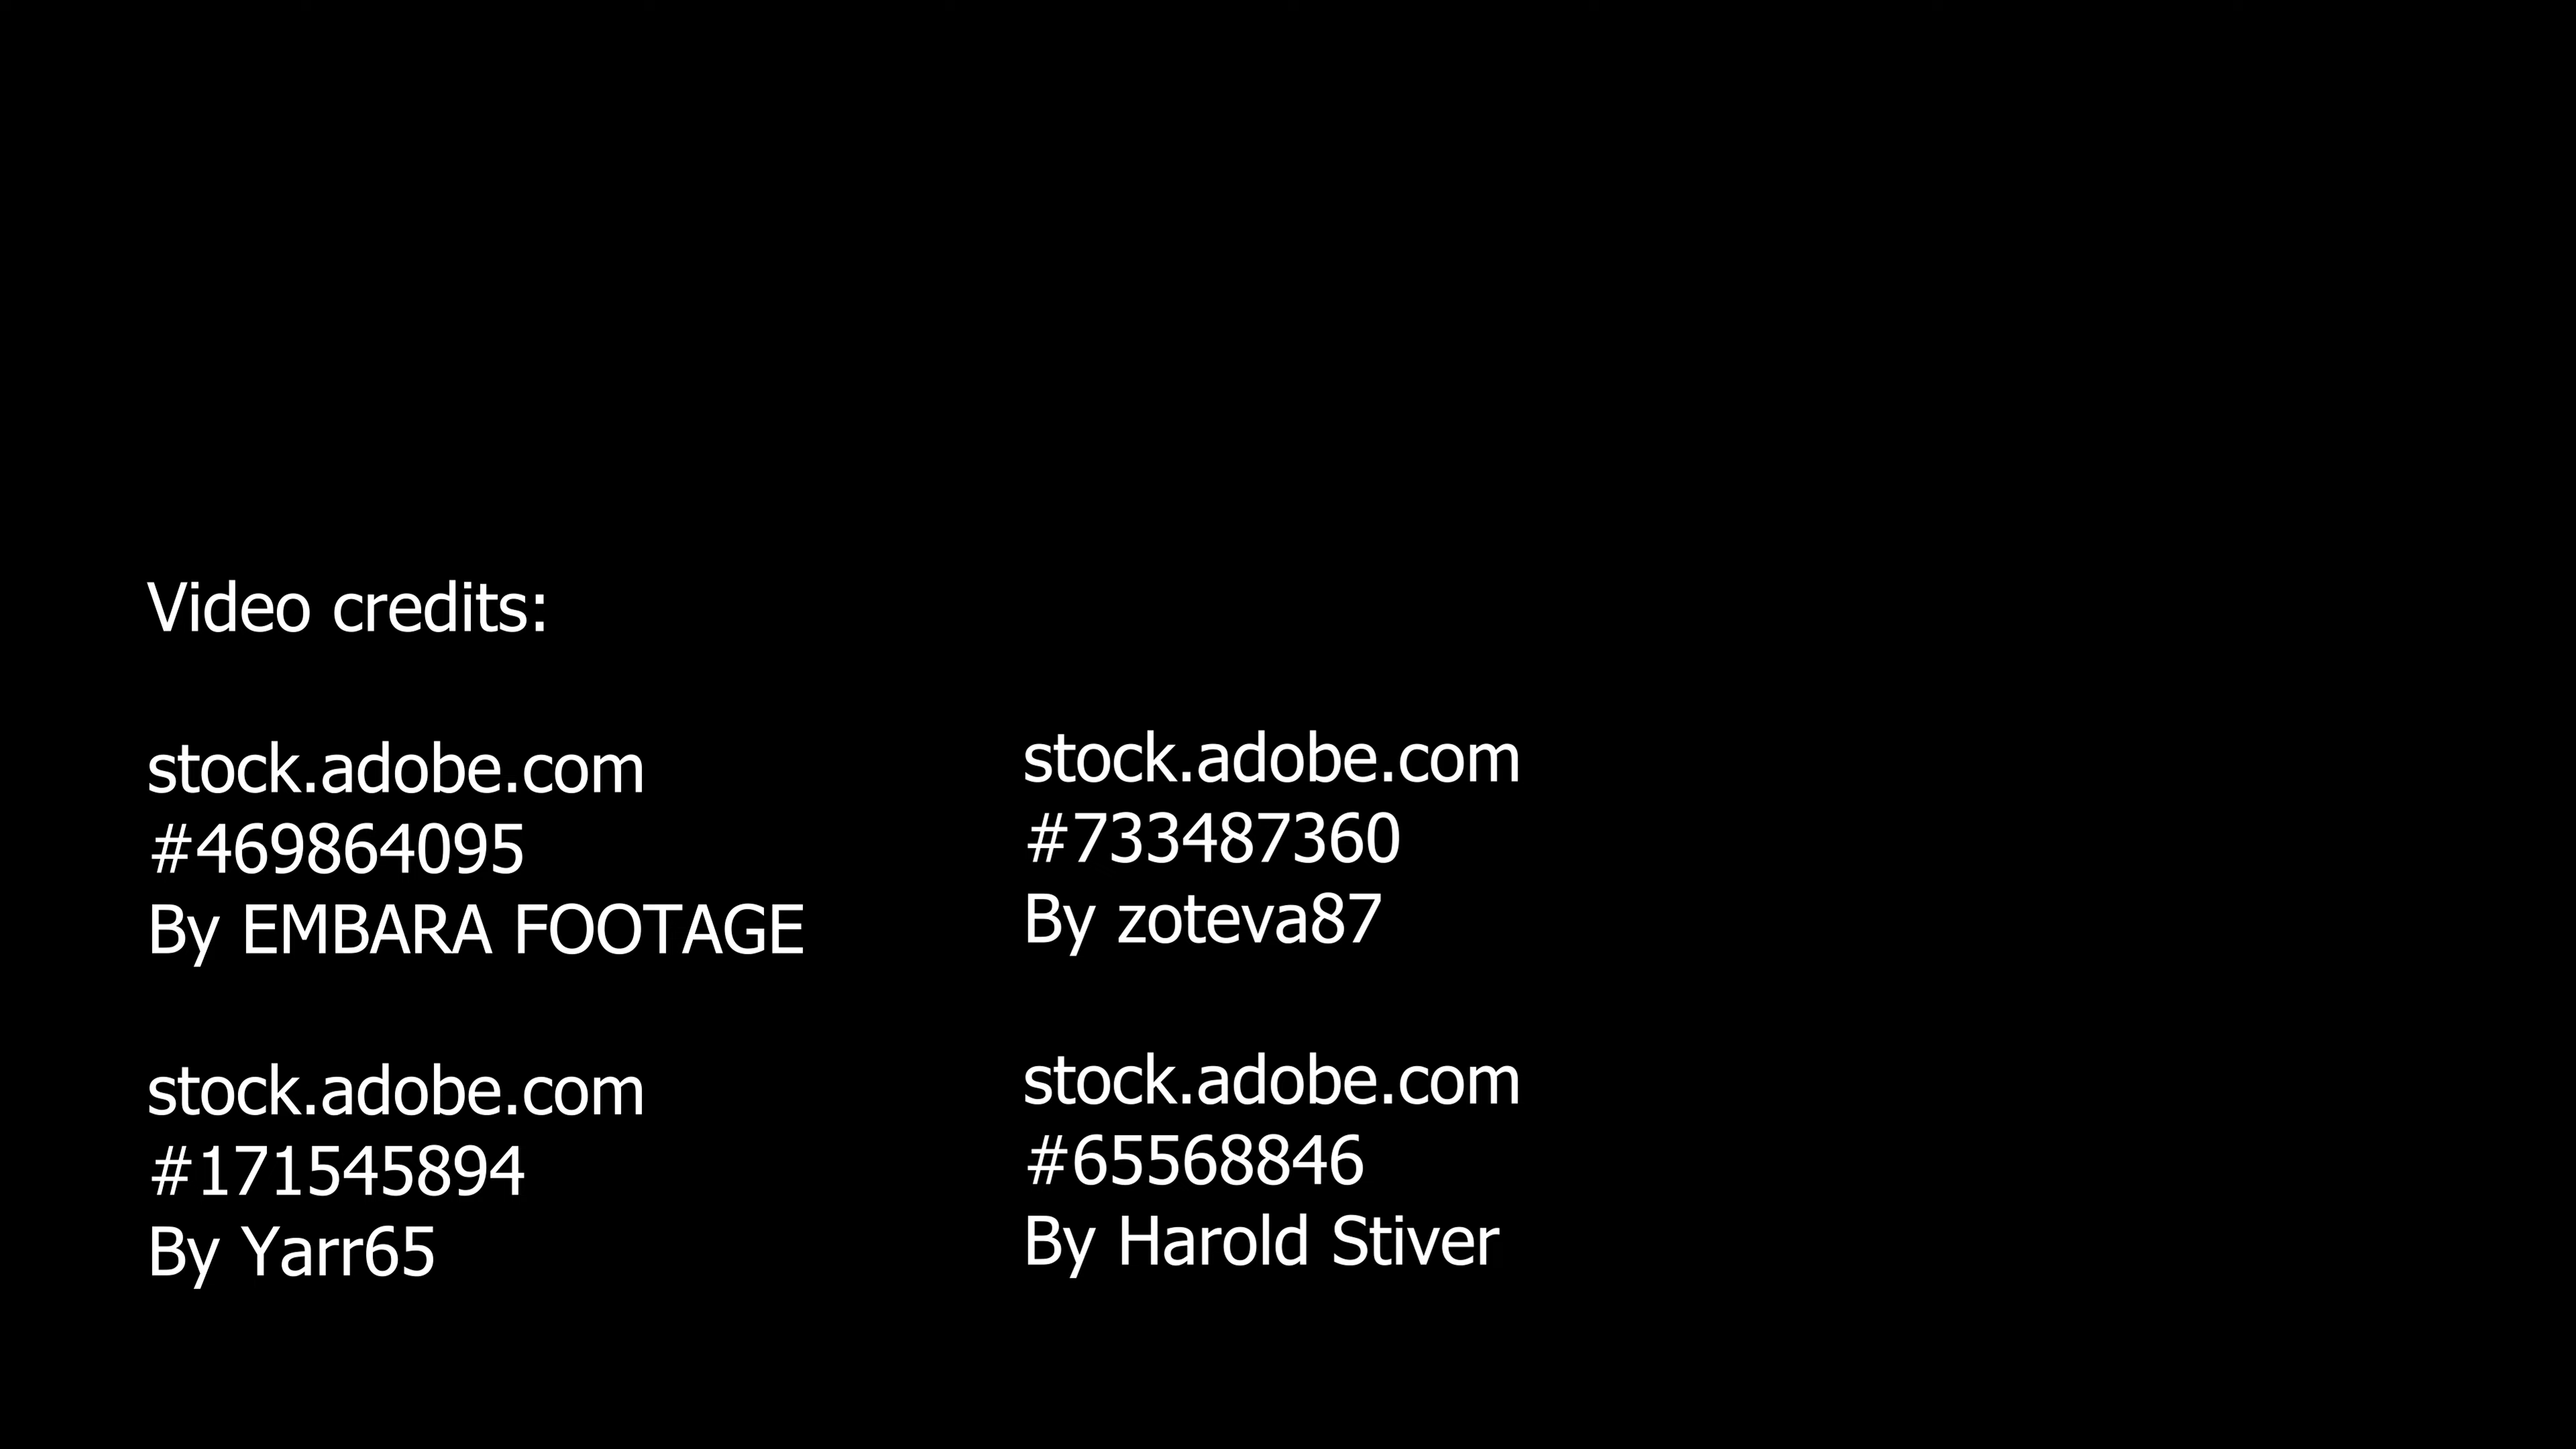 Video credits:
stock.adobe.com
#469864095
By EMBARA FOOTAGE
stock.adobe.com
#171545894
By Yarr65
stock.adobe.com
#733487360
By zoteva87
stock.adobe.com
#65568846
By Harold Stiver